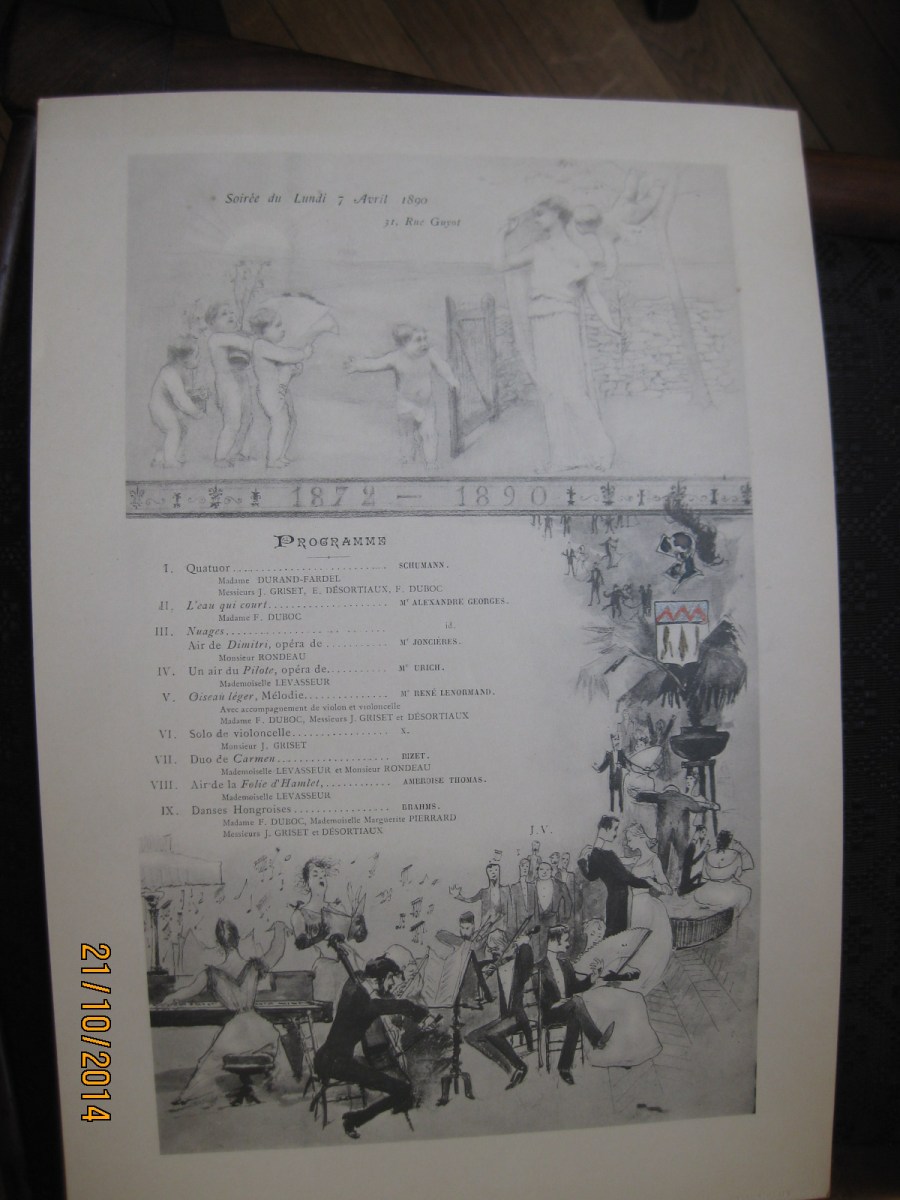 Soirée du Lundi 7 Avril 1890
31. Rue Guyot
1872 — 1890
PROGRAMME
I. Quatuor.......................... SCHUMANN.
Madame DURAND-FARDEL
Messieurs J. GRISET, E. DÉSORTIAUX, F. DUBOC
II. L'eau qui court.................... Mr ALEXANDRE GEORGES.
Madame F. DUBOC
III. Nuages.......................... id.
Air de Dimitri, opéra de .......... Mr JONCIÈRES.
Monsieur RONDEAU
IV. Un air du Pilote, opéra de.......... Mr URICH.
Mademoiselle LEVASSEUR
V. Oiseau léger, Mélodie.............. Mr RENÉ LENORMAND.
Avec accompagnement de violon et violoncelle
Madame F. DUBOC, Messieurs J. GRISET et DÉSORTIAUX
VI. Solo de violoncelle................ X.
Monsieur J. GRISET
VII. Duo de Carmen.................... BIZET.
Mademoiselle LEVASSEUR et Monsieur RONDEAU
VIII. Air de la Folie d'Hamlet,............ AMBROISE THOMAS.
Mademoiselle LEVASSEUR
IX. Danses Hongroises................ BRAHMS.
Madame F. DUBOC, Mademoiselle Marguerite PIERRARD
Messieurs J. GRISET et DÉSORTIAUX
J. V.
21/10/2014